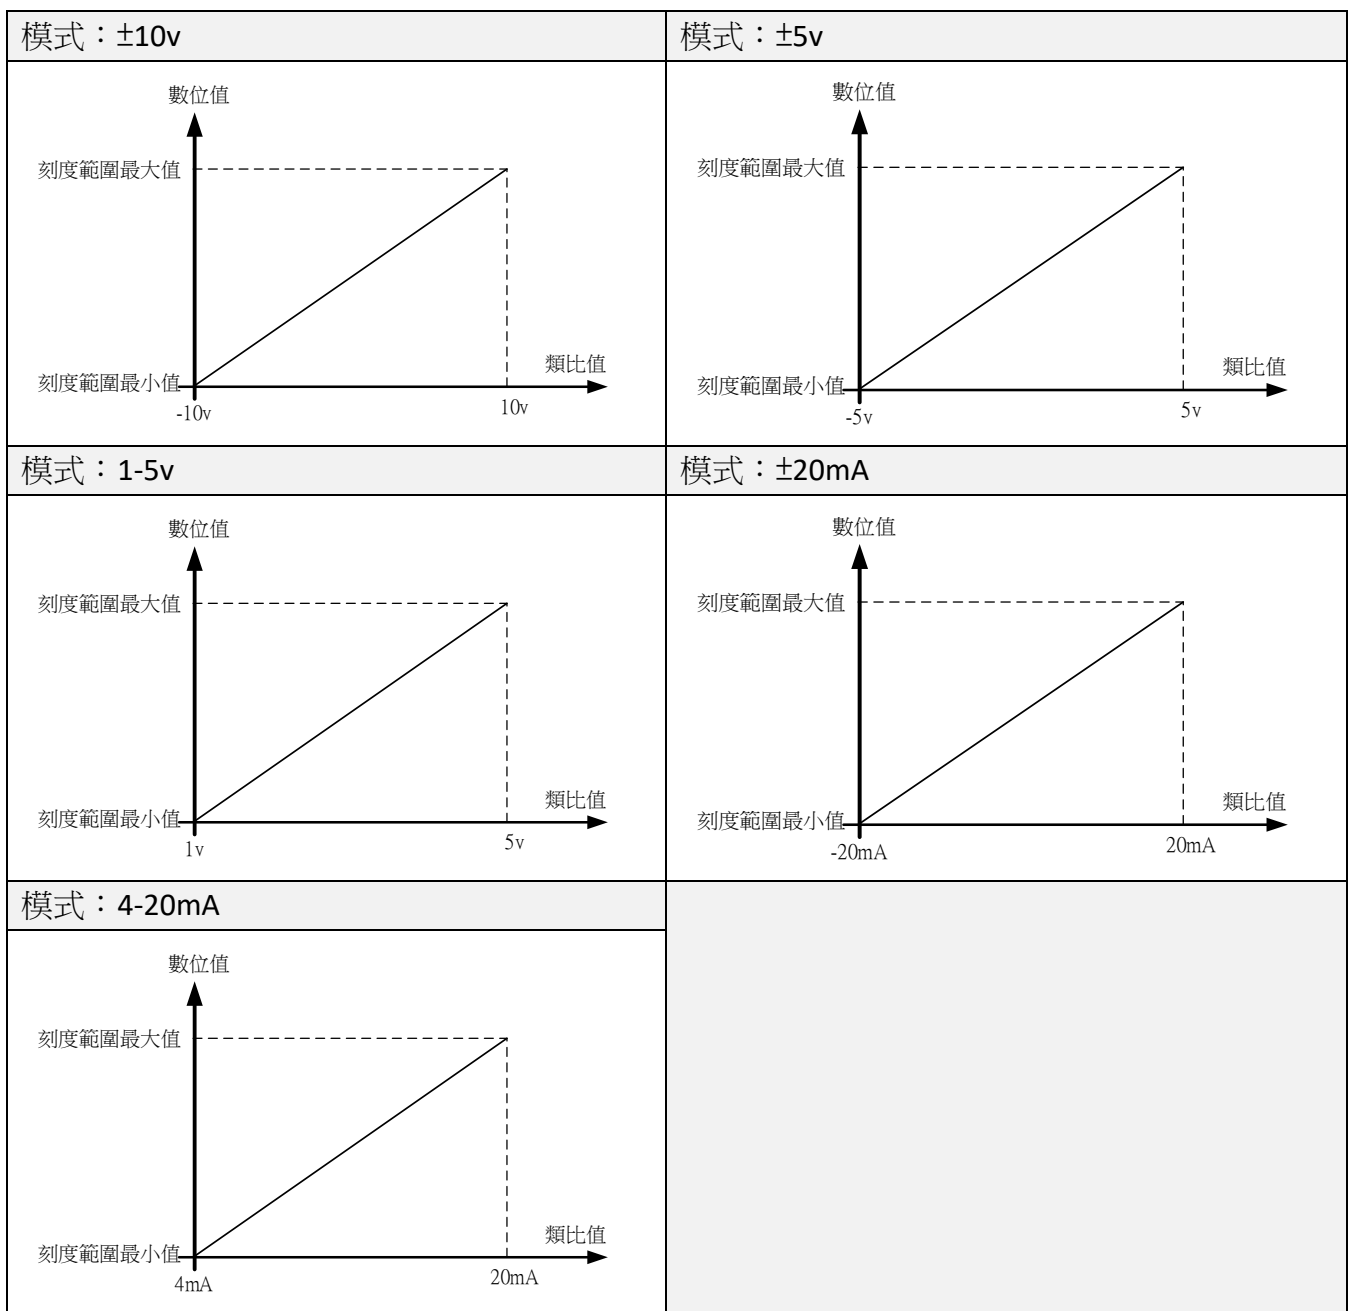 模式：±10v
數位值
刻度範圍最大值
類比值
刻度範圍最小值
-10v
10v
模式：±5v
數位值
刻度範圍最大值
類比值
刻度範圍最小值
-5v
5v
模式：1-5v
數位值
刻度範圍最大值
類比值
刻度範圍最小值
1v
5v
模式：±20mA
數位值
刻度範圍最大值
類比值
刻度範圍最小值
-20mA
20mA
模式：4-20mA
數位值
刻度範圍最大值
類比值
刻度範圍最小值
4mA
20mA